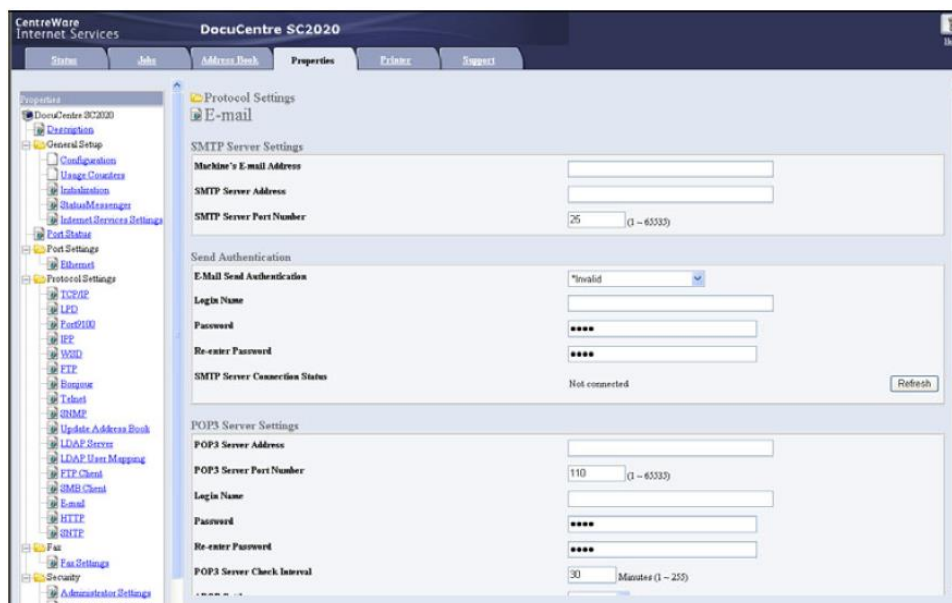 CentreWare
Internet Services
DocuCentre SC2020
Status
Jobs
Address Book
Properties
Printer
Support
Properties
DocuCentre SC2020
Description
General Setup
Configuration
Usage Counters
Initialization
StatusMessenger
Internet Services Settings
Port Status
Port Settings
Ethernet
Protocol Settings
TCP/IP
LPD
Port9100
IPP
WSD
FTP
Bonjour
Telnet
SNMP
Update Address Book
LDAP Server
LDAP User Mapping
FTP Client
SMB Client
E-mail
HTTP
SNTP
Fax
Fax Settings
Security
Administrator Settings
Protocol Settings
E-mail
SMTP Server Settings
Machine's E-mail Address
SMTP Server Address
SMTP Server Port Number 25 (1 – 65535)
Send Authentication
E-Mail Send Authentication *Invalid
Login Name
Password ••••
Re-enter Password ••••
SMTP Server Connection Status Not connected Refresh
POP3 Server Settings
POP3 Server Address
POP3 Server Port Number 110 (1 – 65535)
Login Name
Password ••••
Re-enter Password ••••
POP3 Server Check Interval 30 Minutes (1 – 255)